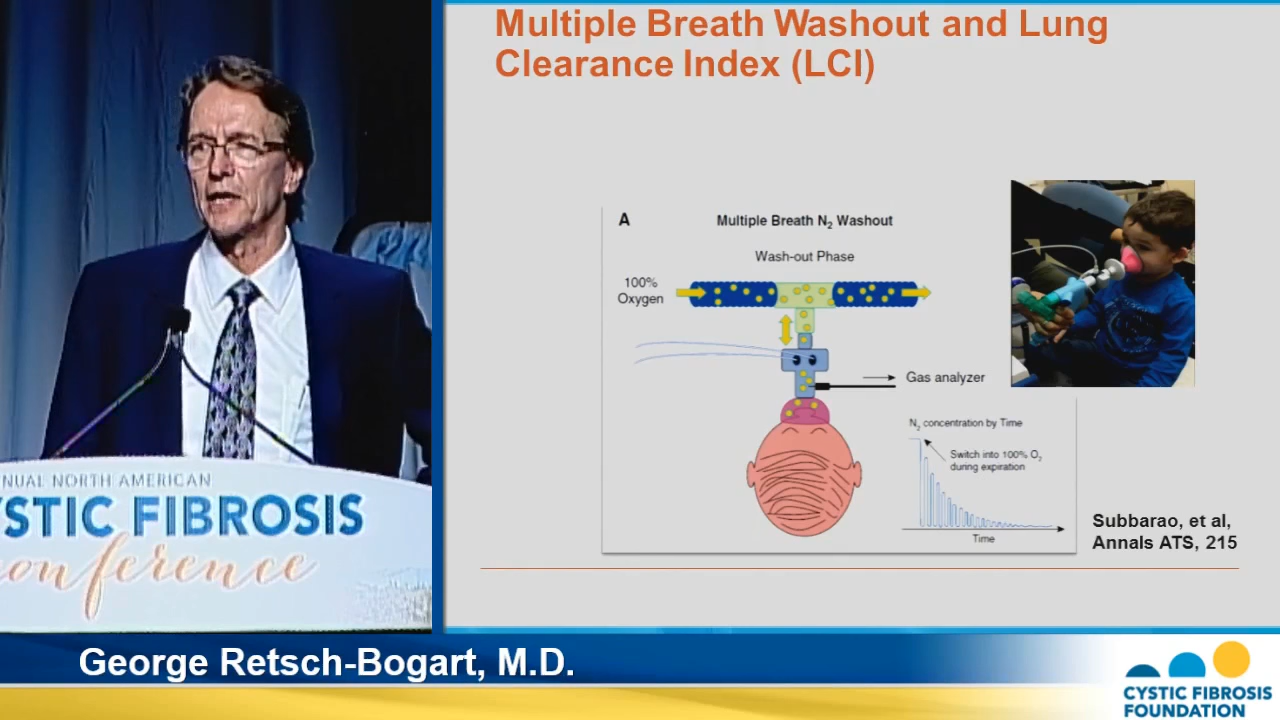 Multiple Breath Washout and Lung
Clearance Index (LCI)
A
Multiple Breath N₂ Washout
Wash-out Phase
100%
Oxygen
Gas analyzer
N₂ concentration by Time
Switch into 100% O₂
during expiration
Time
Subbarao, et al,
Annals ATS, 215
NUAL NORTH AMERICAN
YSTIC FIBROSIS
onference
George Retsch-Bogart, M.D.
CYSTIC FIBROSIS
FOUNDATION